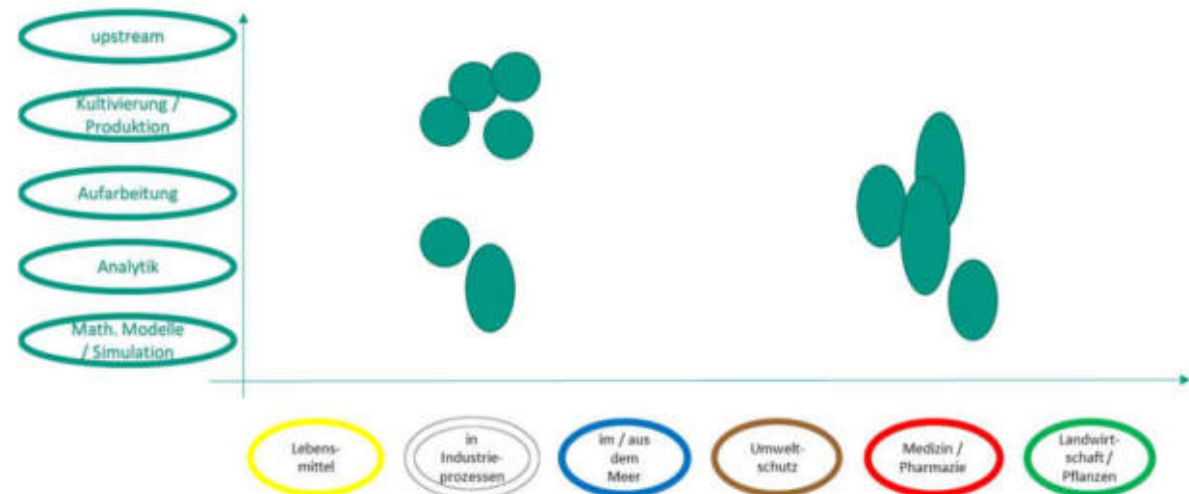 upstream
Kultivierung /
Produktion
Aufarbeitung
Analytik
Math. Modelle
/ Simulation
Lebens-
mittel
in
Industrie-
prozessen
im / aus
dem
Meer
Umwelt-
schutz
Medizin /
Pharmazie
Landwirt-
schaft /
Pflanzen